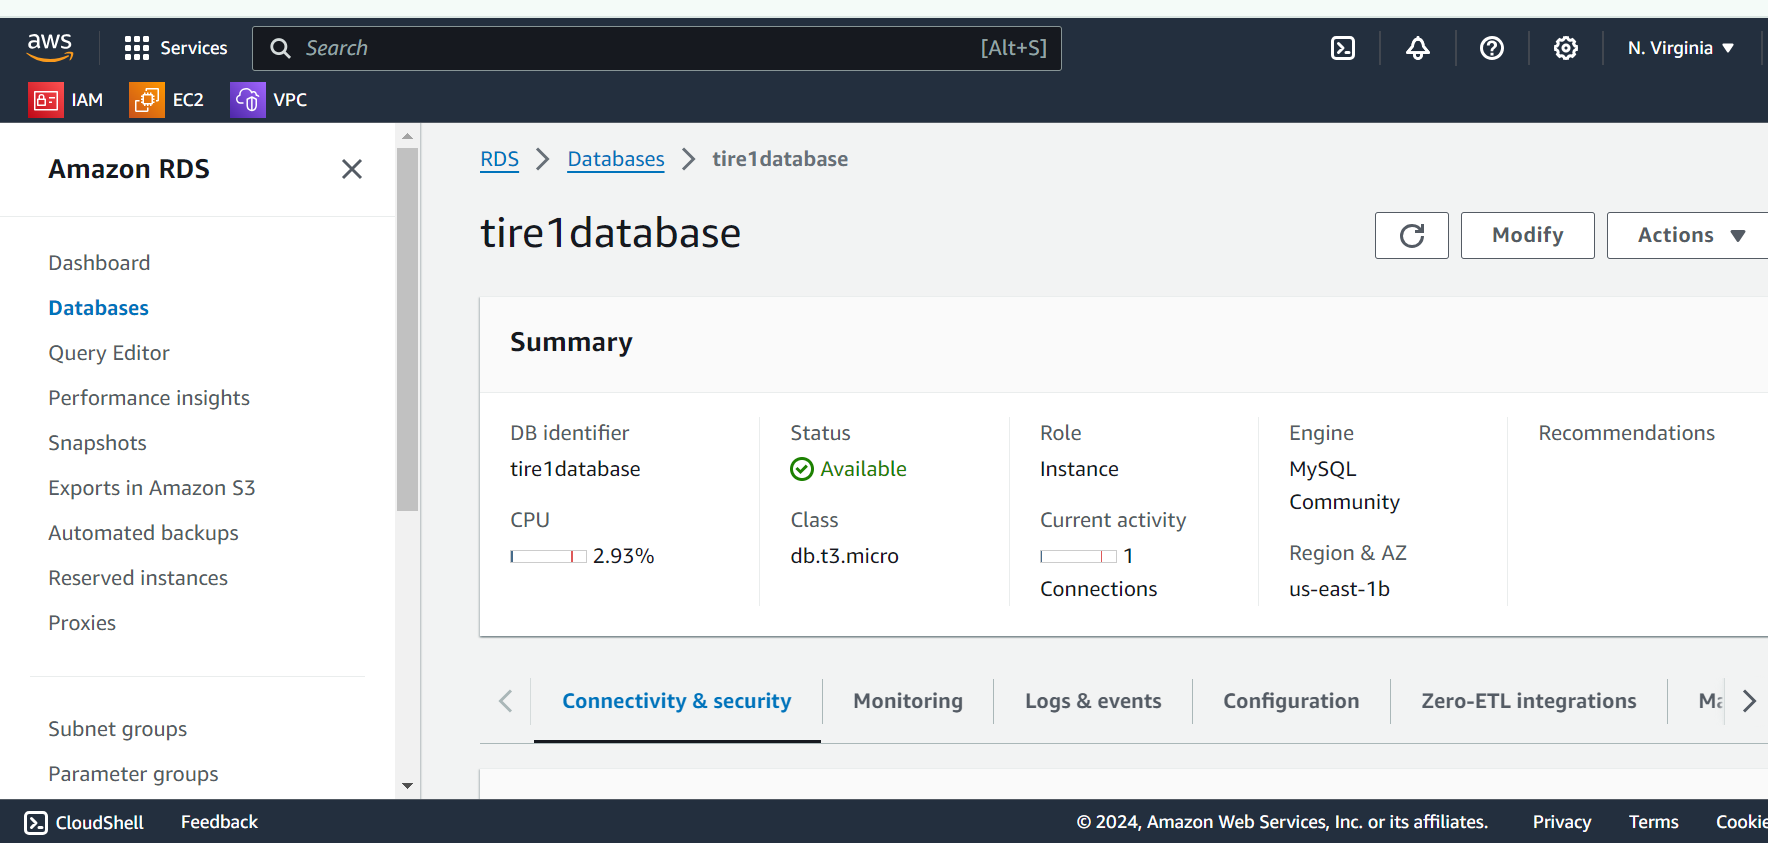 aws
Services
Search
[Alt+S]
N. Virginia
IAM
EC2
VPC
Amazon RDS
Dashboard
Databases
Query Editor
Performance insights
Snapshots
Exports in Amazon S3
Automated backups
Reserved instances
Proxies
Subnet groups
Parameter groups
RDS
Databases
tire1database
tire1database
Modify
Actions
Summary
DB identifier
tire1database
CPU
2.93%
Status
Available
Class
db.t3.micro
Role
Instance
Current activity
1
Connections
Engine
MySQL
Community
Region & AZ
us-east-1b
Recommendations
Connectivity & security
Monitoring
Logs & events
Configuration
Zero-ETL integrations
CloudShell
Feedback
© 2024, Amazon Web Services, Inc. or its affiliates.
Privacy
Terms
Cookie